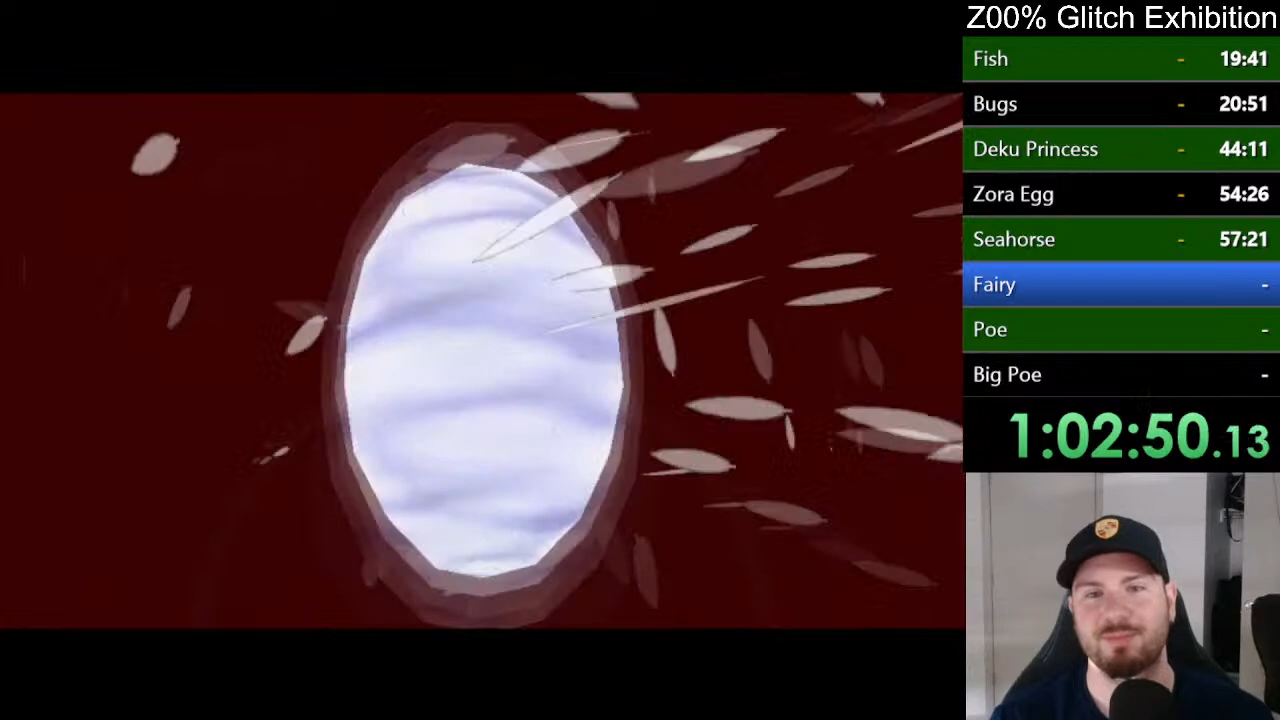 Z00% Glitch Exhibition
Fish - 19:41
Bugs - 20:51
Deku Princess - 44:11
Zora Egg - 54:26
Seahorse - 57:21
Fairy -
Poe -
Big Poe -
1:02:50.13